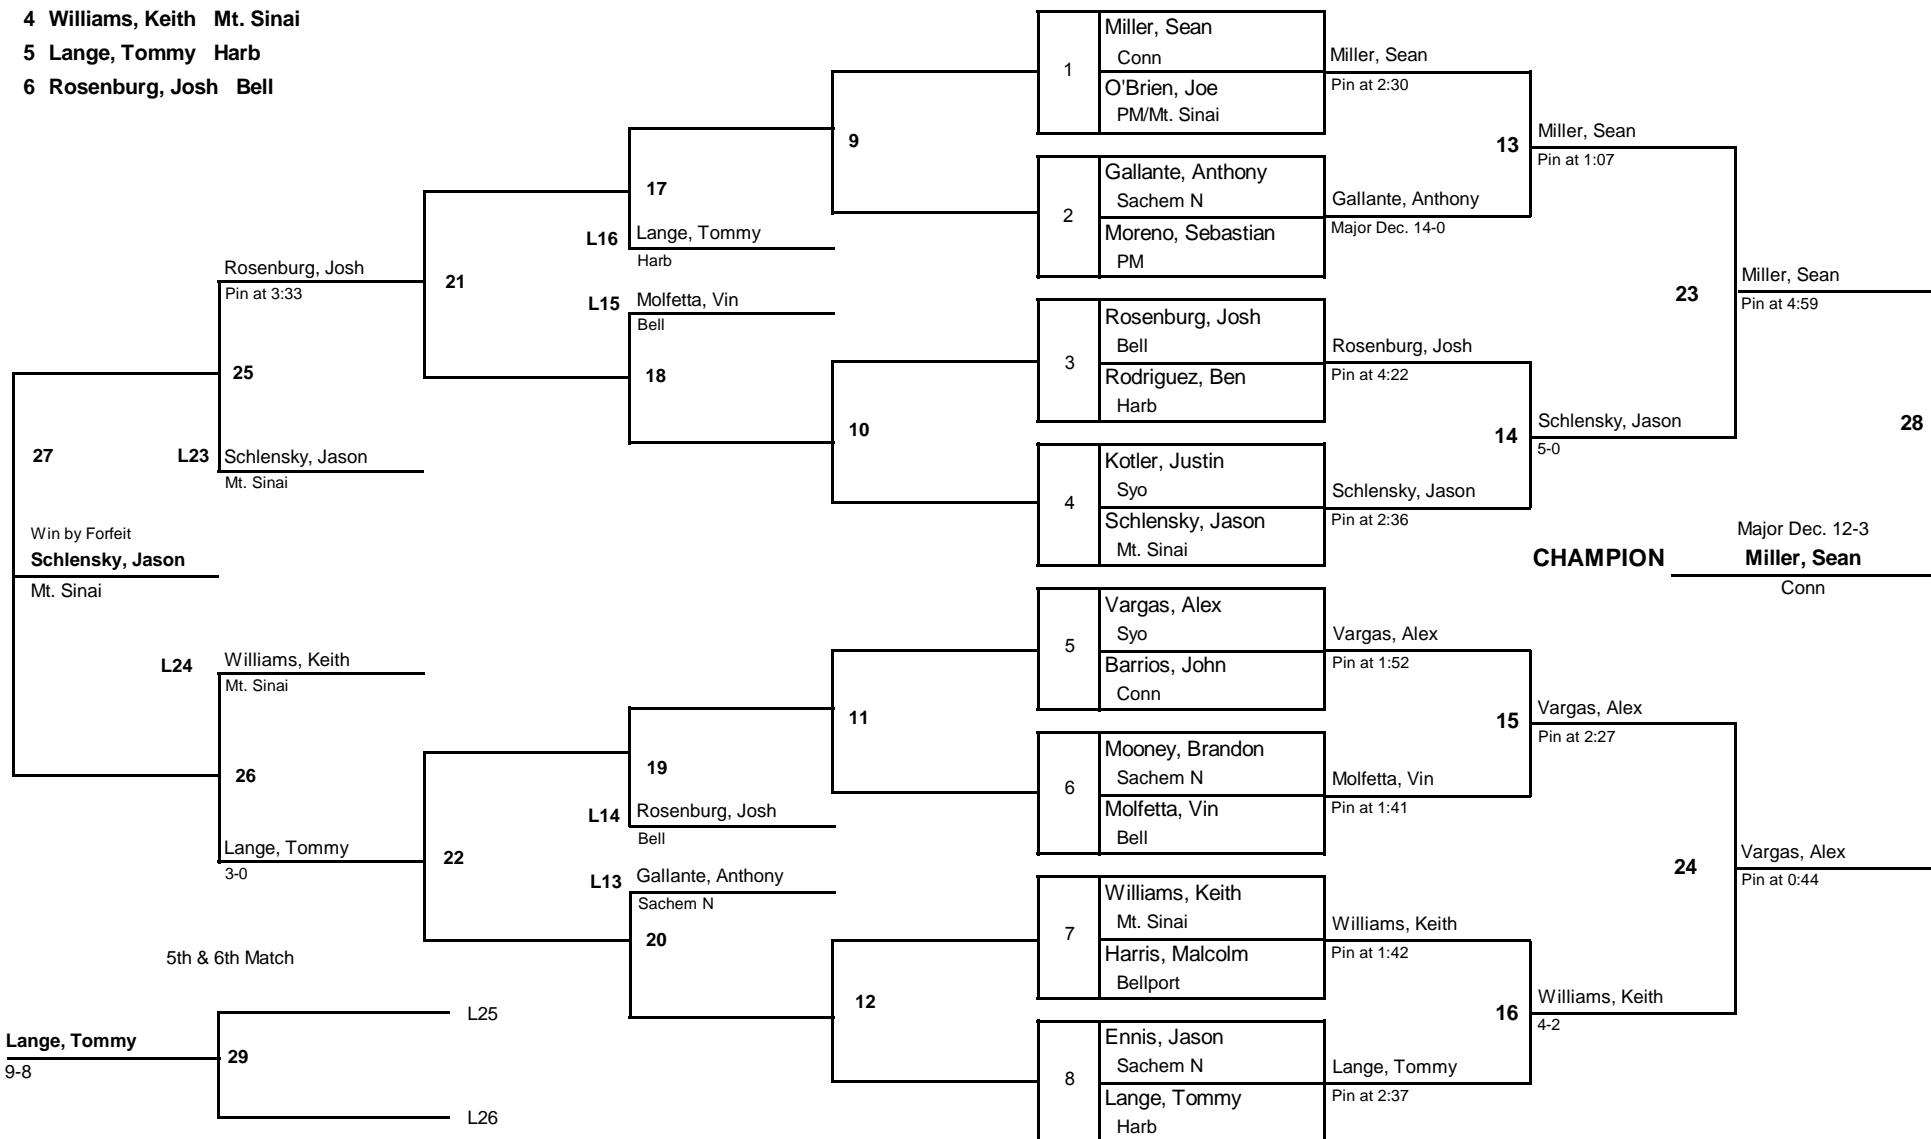 4 Williams, Keith Mt. Sinai
5 Lange, Tommy Harb
6 Rosenburg, Josh Bell
Miller, Sean
Conn
1
O'Brien, Joe
PM/Mt. Sinai
Miller, Sean
Pin at 2:30
9
13
Miller, Sean
Pin at 1:07
17
Gallante, Anthony
Sachem N
2
Moreno, Sebastian
PM
Gallante, Anthony
Major Dec. 14-0
L16
Lange, Tommy
Harb
Rosenburg, Josh
Pin at 3:33
21
L15
Molfetta, Vin
Bell
23
Miller, Sean
Pin at 4:59
Rosenburg, Josh
Bell
3
Rodriguez, Ben
Harb
Rosenburg, Josh
Pin at 4:22
25
18
10
14
Schlensky, Jason
5-0
28
27
L23
Schlensky, Jason
Mt. Sinai
Kotler, Justin
Syo
4
Schlensky, Jason
Mt. Sinai
Schlensky, Jason
Pin at 2:36
Win by Forfeit
Schlensky, Jason
Mt. Sinai
Major Dec. 12-3
CHAMPION Miller, Sean
Conn
Vargas, Alex
Syo
5
Barrios, John
Conn
Vargas, Alex
Pin at 1:52
L24
Williams, Keith
Mt. Sinai
11
15
Vargas, Alex
Pin at 2:27
26
19
Mooney, Brandon
Sachem N
6
Molfetta, Vin
Bell
Molfetta, Vin
Pin at 1:41
L14
Rosenburg, Josh
Bell
Lange, Tommy
3-0
22
L13
Gallante, Anthony
Sachem N
24
Vargas, Alex
Pin at 0:44
20
Williams, Keith
Mt. Sinai
7
Harris, Malcolm
Bellport
Williams, Keith
Pin at 1:42
5th & 6th Match
12
16
Williams, Keith
4-2
L25
Lange, Tommy
9-8
29
L26
Ennis, Jason
Sachem N
8
Lange, Tommy
Harb
Lange, Tommy
Pin at 2:37